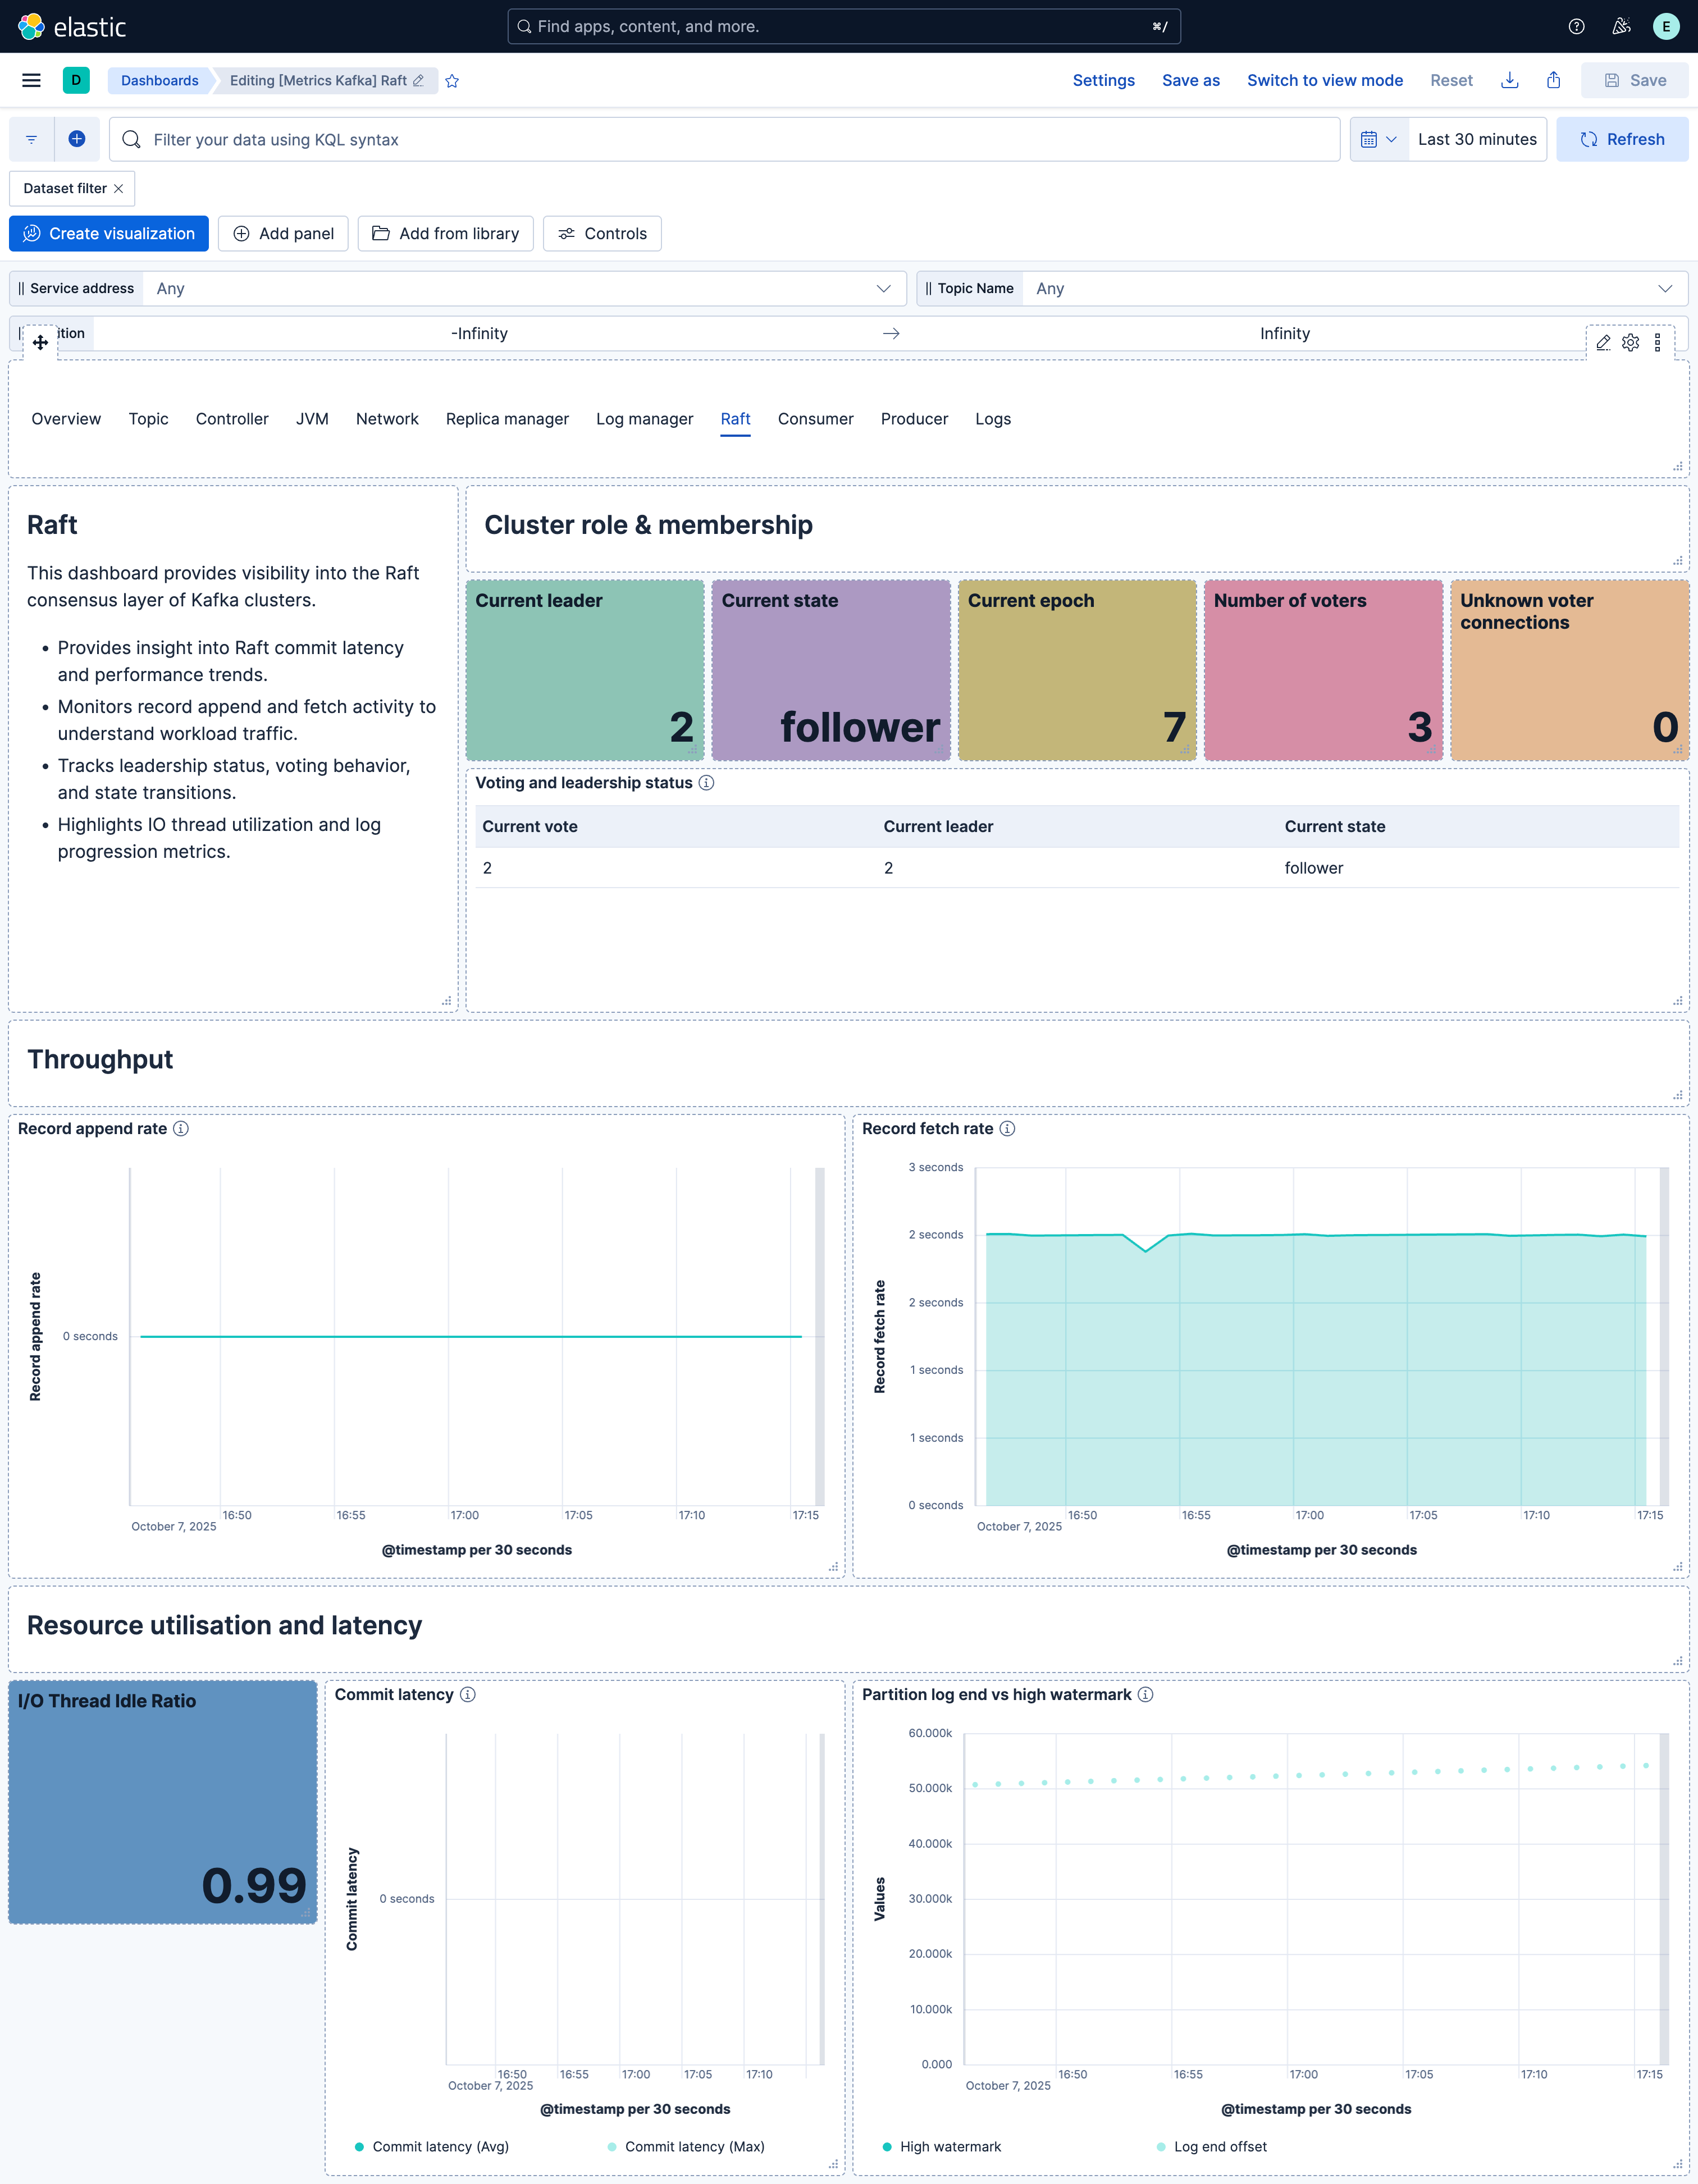 elastic
Find apps, content, and more.
⌘/
E
D
Dashboards
Editing [Metrics Kafka] Raft
Settings
Save as
Switch to view mode
Reset
Save
Filter your data using KQL syntax
Last 30 minutes
Refresh
Dataset filter
Create visualization
Add panel
Add from library
Controls
Service address
Any
Topic Name
Any
ition
-Infinity
→
Infinity
Overview
Topic
Controller
JVM
Network
Replica manager
Log manager
Raft
Consumer
Producer
Logs
Raft
This dashboard provides visibility into the Raft
consensus layer of Kafka clusters.
• Provides insight into Raft commit latency
and performance trends.
• Monitors record append and fetch activity to
understand workload traffic.
• Tracks leadership status, voting behavior,
and state transitions.
• Highlights IO thread utilization and log
progression metrics.
Cluster role & membership
Current leader
2
Current state
follower
Current epoch
7
Number of voters
3
Unknown voter
connections
0
Voting and leadership status
Current vote
Current leader
Current state
2
2
follower
Throughput
Record append rate
Record append rate
0 seconds
16:50
16:55
17:00
17:05
17:10
17:15
October 7, 2025
@timestamp per 30 seconds
Record fetch rate
Record fetch rate
3 seconds
2 seconds
2 seconds
1 seconds
1 seconds
0 seconds
16:50
16:55
17:00
17:05
17:10
17:15
October 7, 2025
@timestamp per 30 seconds
Resource utilisation and latency
I/O Thread Idle Ratio
0.99
Commit latency
Commit latency
0 seconds
16:50
16:55
17:00
17:05
17:10
October 7, 2025
@timestamp per 30 seconds
Commit latency (Avg)
Commit latency (Max)
Partition log end vs high watermark
Values
60.000k
50.000k
40.000k
30.000k
20.000k
10.000k
0.000
16:50
16:55
17:00
17:05
17:10
17:15
October 7, 2025
@timestamp per 30 seconds
High watermark
Log end offset